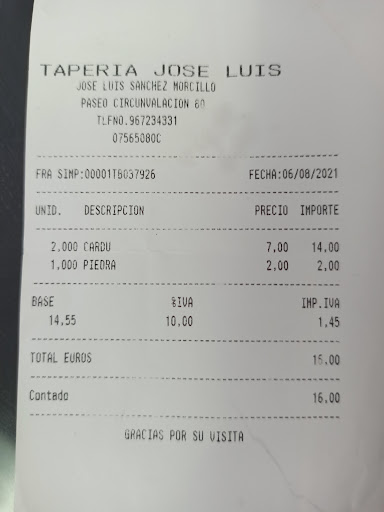 TAPERIA JOSE LUIS
JOSE LUIS SANCHEZ MORCILLO
PASEO CIRCUNVALACION 60
TLFNO.967234331
07565080C
FRA SIMP:00001TB037926 FECHA:06/08/2021
UNID. DESCRIPCION PRECIO IMPORTE
2,000 CARDU 7,00 14,00
1,000 PIEDRA 2,00 2,00
BASE %IVA IMP.IVA
14,55 10,00 1,45
TOTAL EUROS 16,00
Contado 16,00
GRACIAS POR SU VISITA